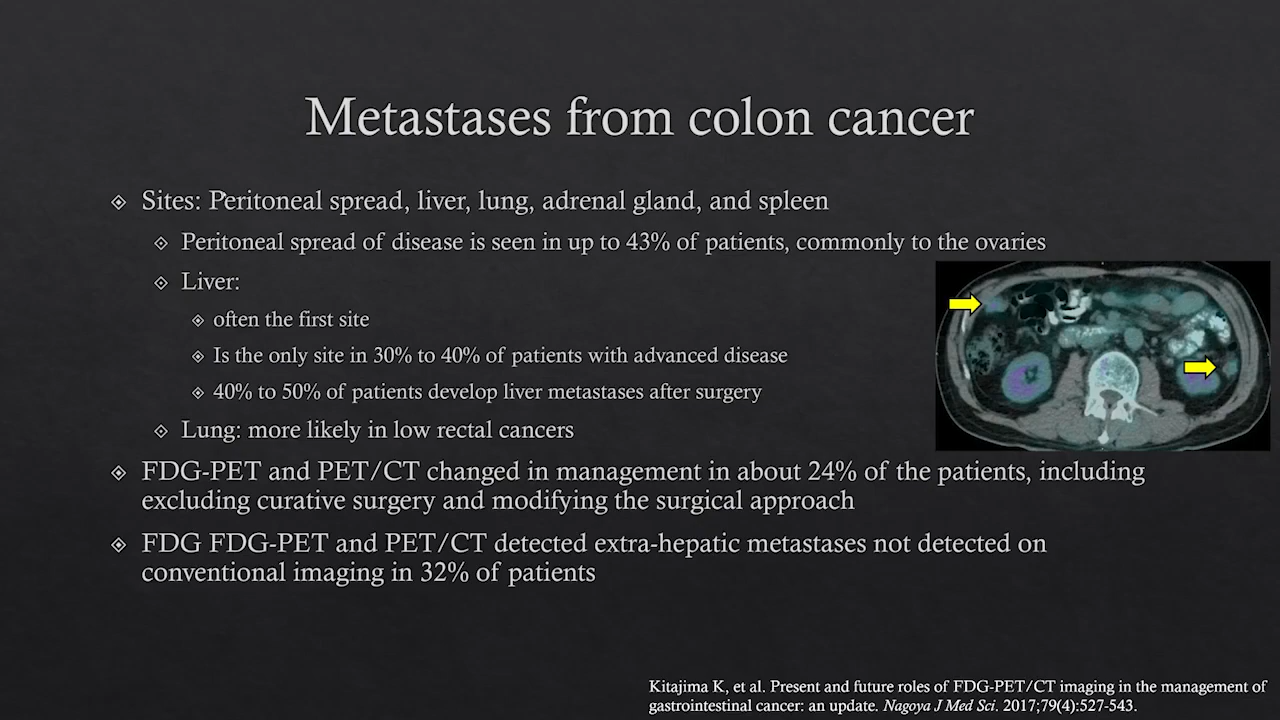 Metastases from colon cancer
Sites: Peritoneal spread, liver, lung, adrenal gland, and spleen
Peritoneal spread of disease is seen in up to 43% of patients, commonly to the ovaries
Liver:
often the first site
Is the only site in 30% to 40% of patients with advanced disease
40% to 50% of patients develop liver metastases after surgery
Lung: more likely in low rectal cancers
FDG-PET and PET/CT changed in management in about 24% of the patients, including
excluding curative surgery and modifying the surgical approach
FDG FDG-PET and PET/CT detected extra-hepatic metastases not detected on
conventional imaging in 32% of patients
Kitajima K, et al. Present and future roles of FDG-PET/CT imaging in the management of
gastrointestinal cancer: an update. Nagoya J Med Sci. 2017;79(4):527-543.